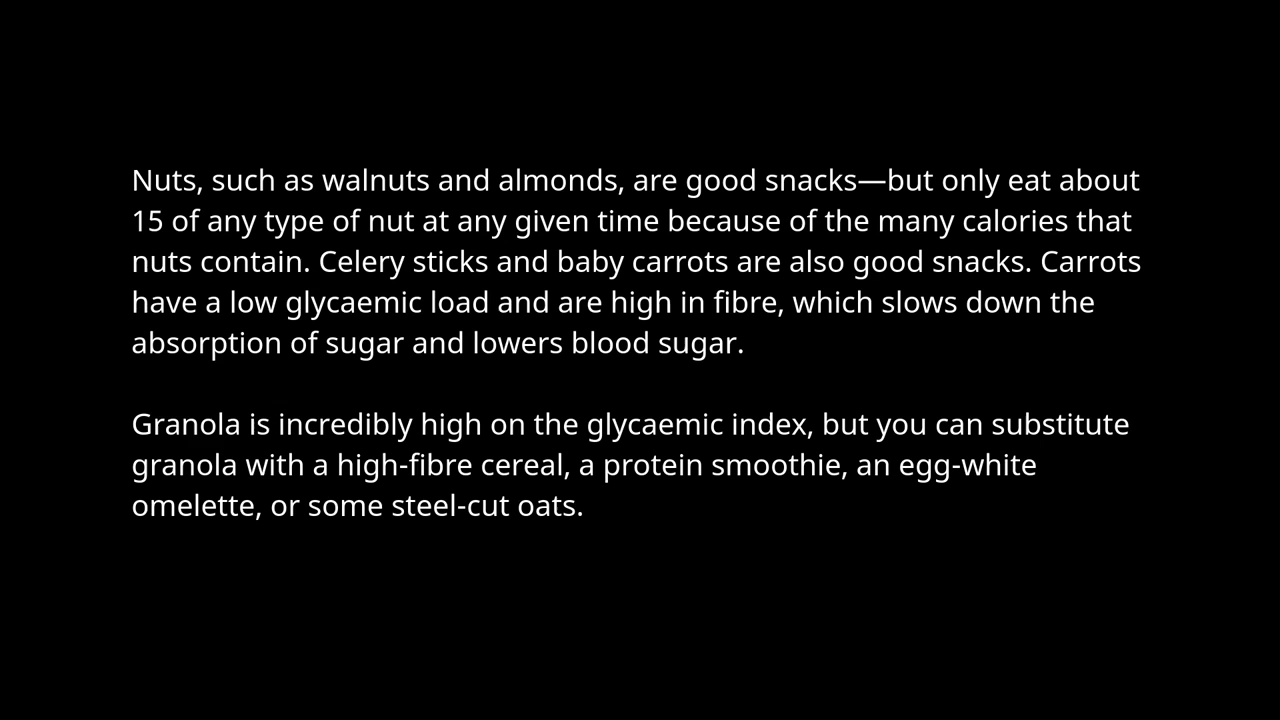 Nuts, such as walnuts and almonds, are good snacks—but only eat about
15 of any type of nut at any given time because of the many calories that
nuts contain. Celery sticks and baby carrots are also good snacks. Carrots
have a low glycaemic load and are high in fibre, which slows down the
absorption of sugar and lowers blood sugar.
Granola is incredibly high on the glycaemic index, but you can substitute
granola with a high-fibre cereal, a protein smoothie, an egg-white
omelette, or some steel-cut oats.